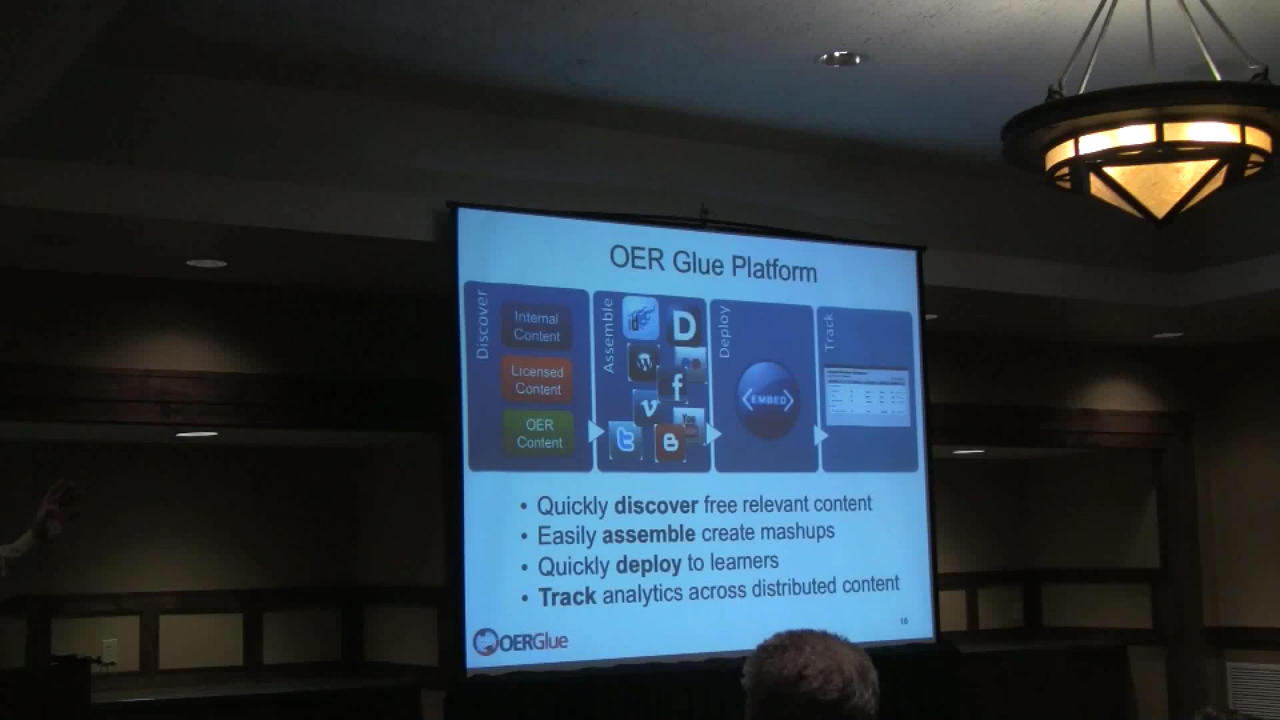 OER Glue Platform
Discover
Internal
Content
Licensed
Content
OER
Content
Assemble
D
f
You
Deploy
<EMBED>
Track
• Quickly discover free relevant content
• Easily assemble create mashups
• Quickly deploy to learners
• Track analytics across distributed content
OERGlue